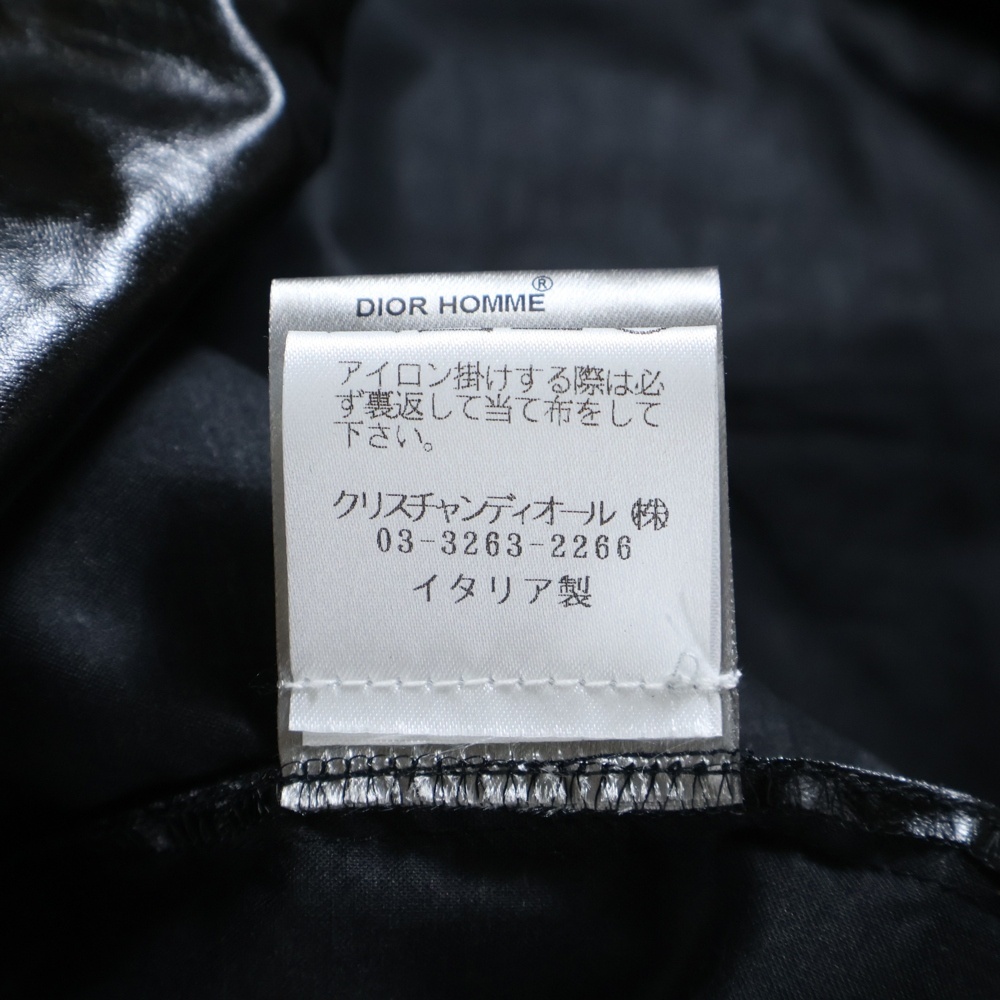 DIOR HOMME®
アイロン掛けする際は必
ず裏返して当て布をして
下さい。
クリスチャンディオール ㈱
03-3263-2266
イタリア製